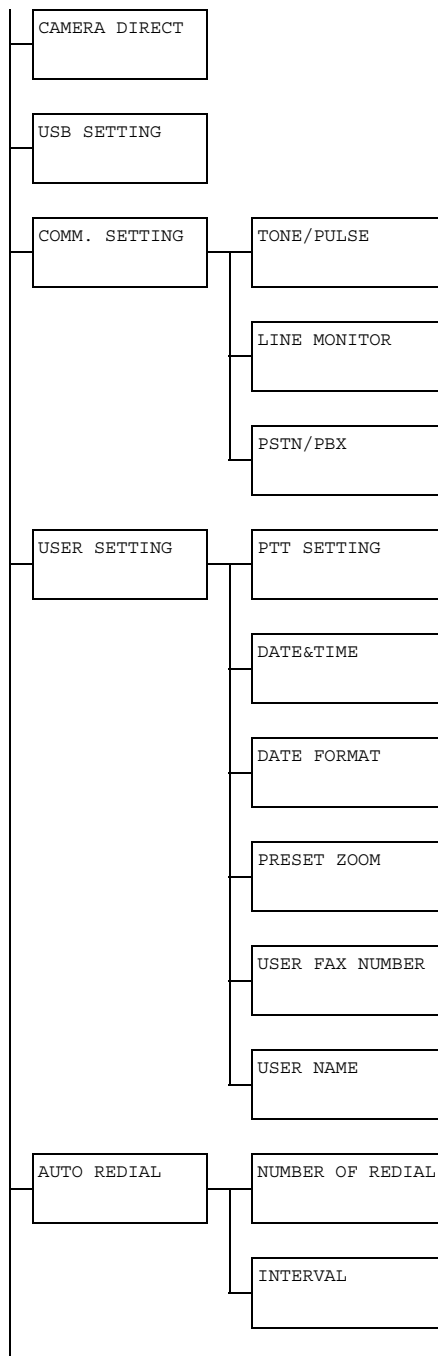 CAMERA DIRECT
USB SETTING
COMM. SETTING
TONE/PULSE
LINE MONITOR
PSTN/PBX
USER SETTING
PTT SETTING
DATE&TIME
DATE FORMAT
PRESET ZOOM
USER FAX NUMBER
USER NAME
AUTO REDIAL
NUMBER OF REDIAL
INTERVAL